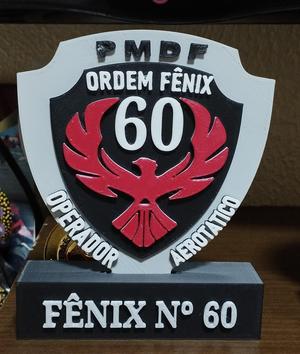 PMDF
ORDEM FÊNIX
60
OPERADOR
AEROTÁTICO
FÊNIX Nº 60